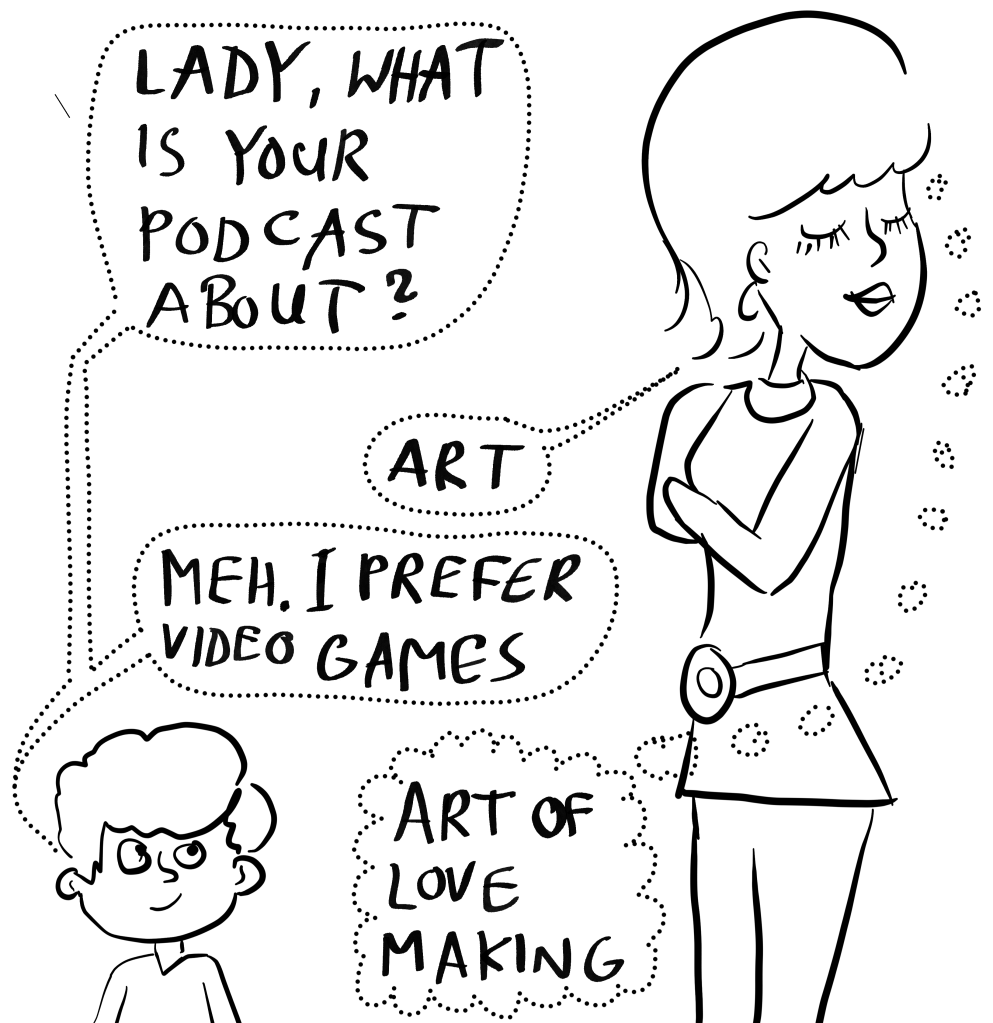 LADY, WHAT
IS YOUR
PODCAST
ABOUT?
ART
MEH. I PREFER
VIDEO GAMES
ART OF
LOVE
MAKING